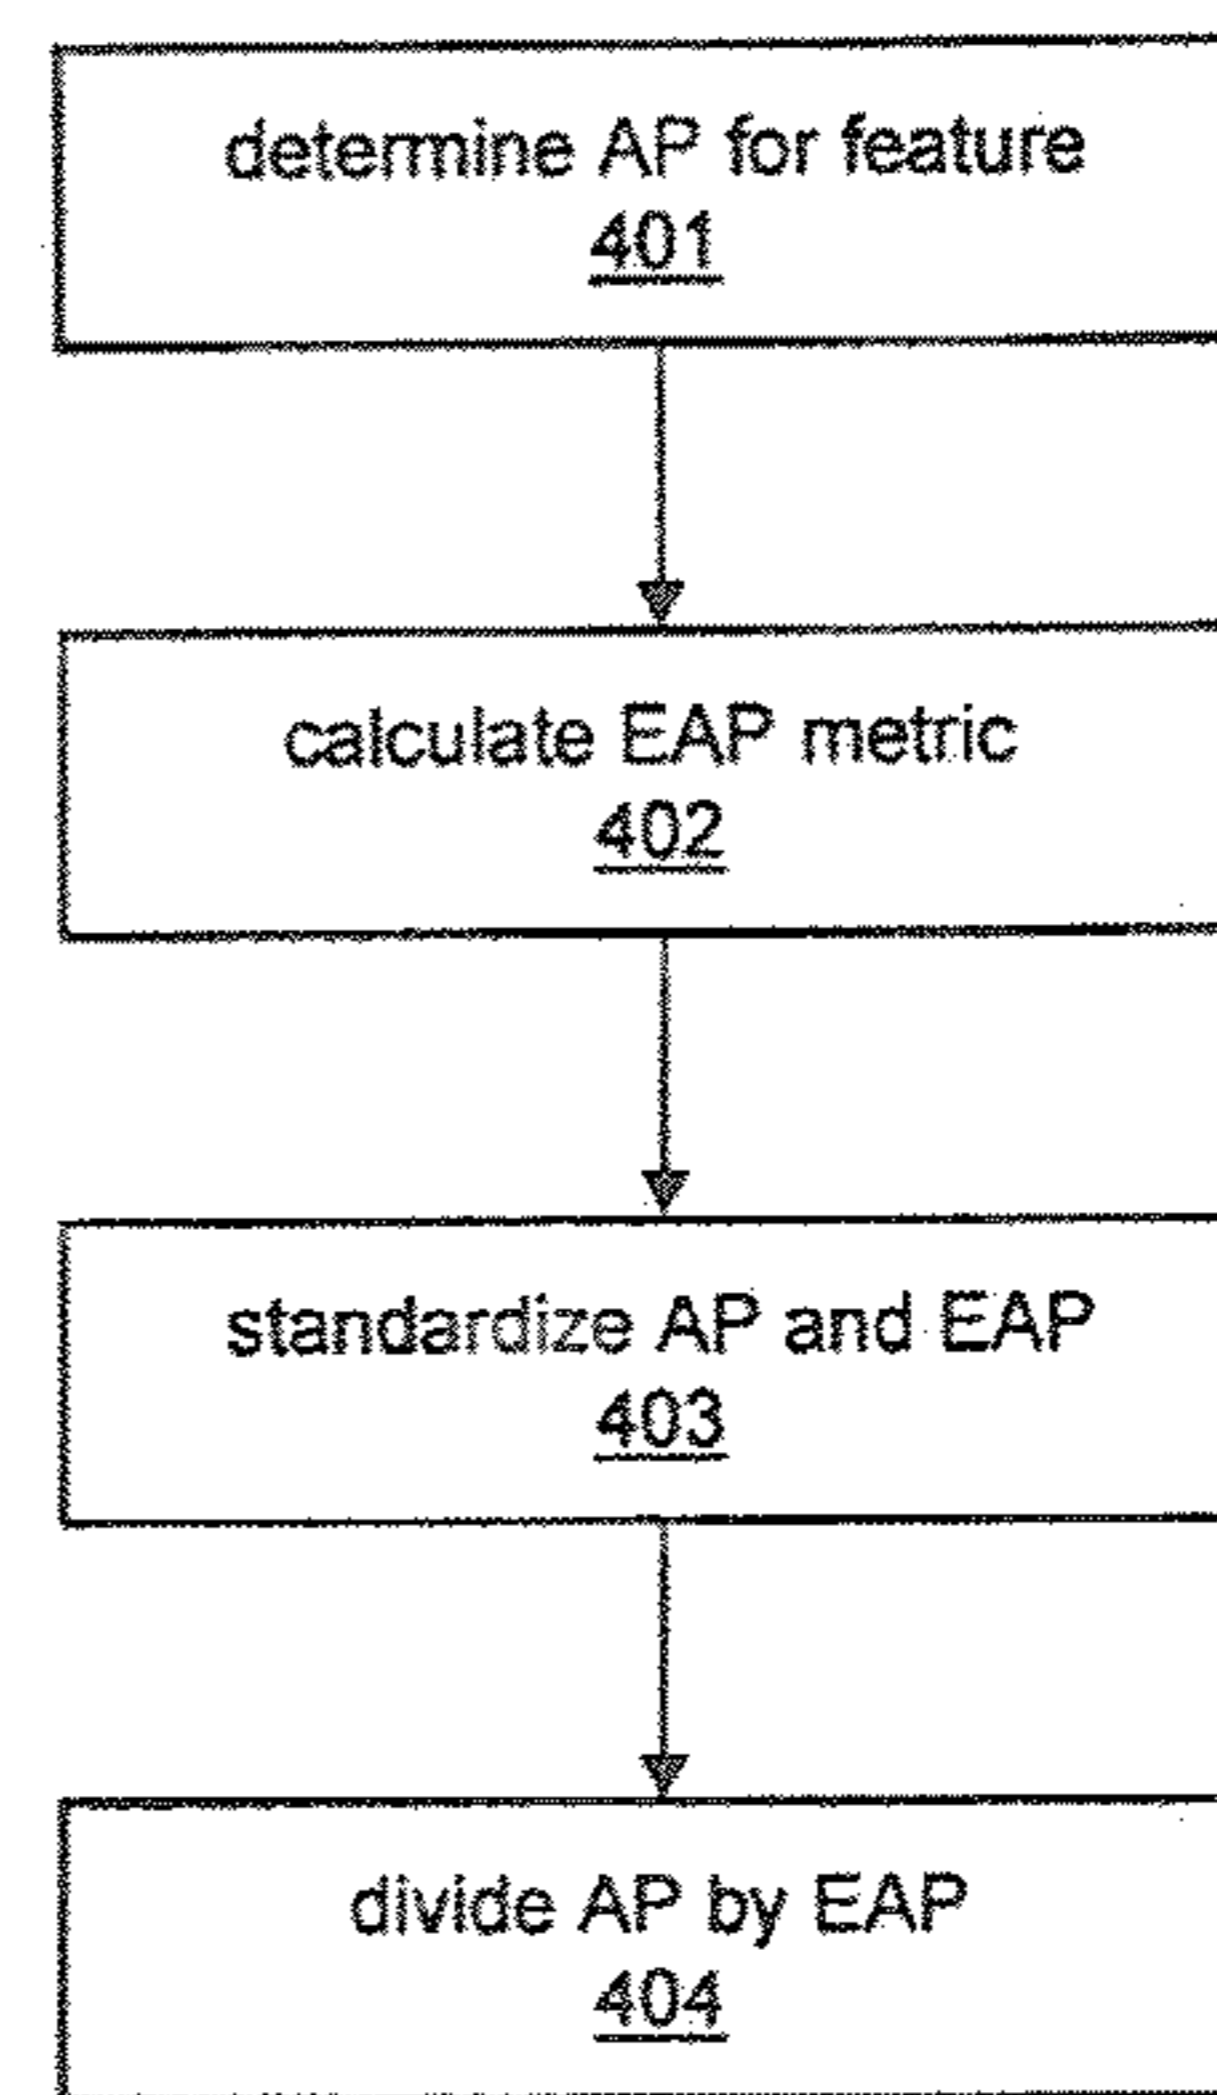 determine AP for feature
401
calculate EAP metric
402
standardize AP and EAP
403
divide AP by EAP
404